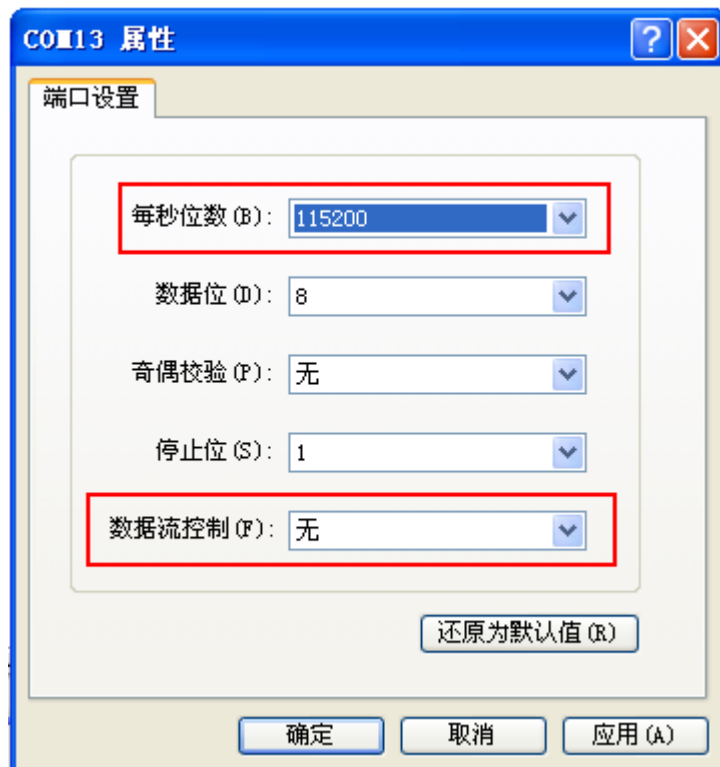 COM13 属性
端口设置
每秒位数(B): 115200
数据位(D): 8
奇偶校验(P): 无
停止位(S): 1
数据流控制(F): 无
还原为默认值(R)
确定 取消 应用(A)